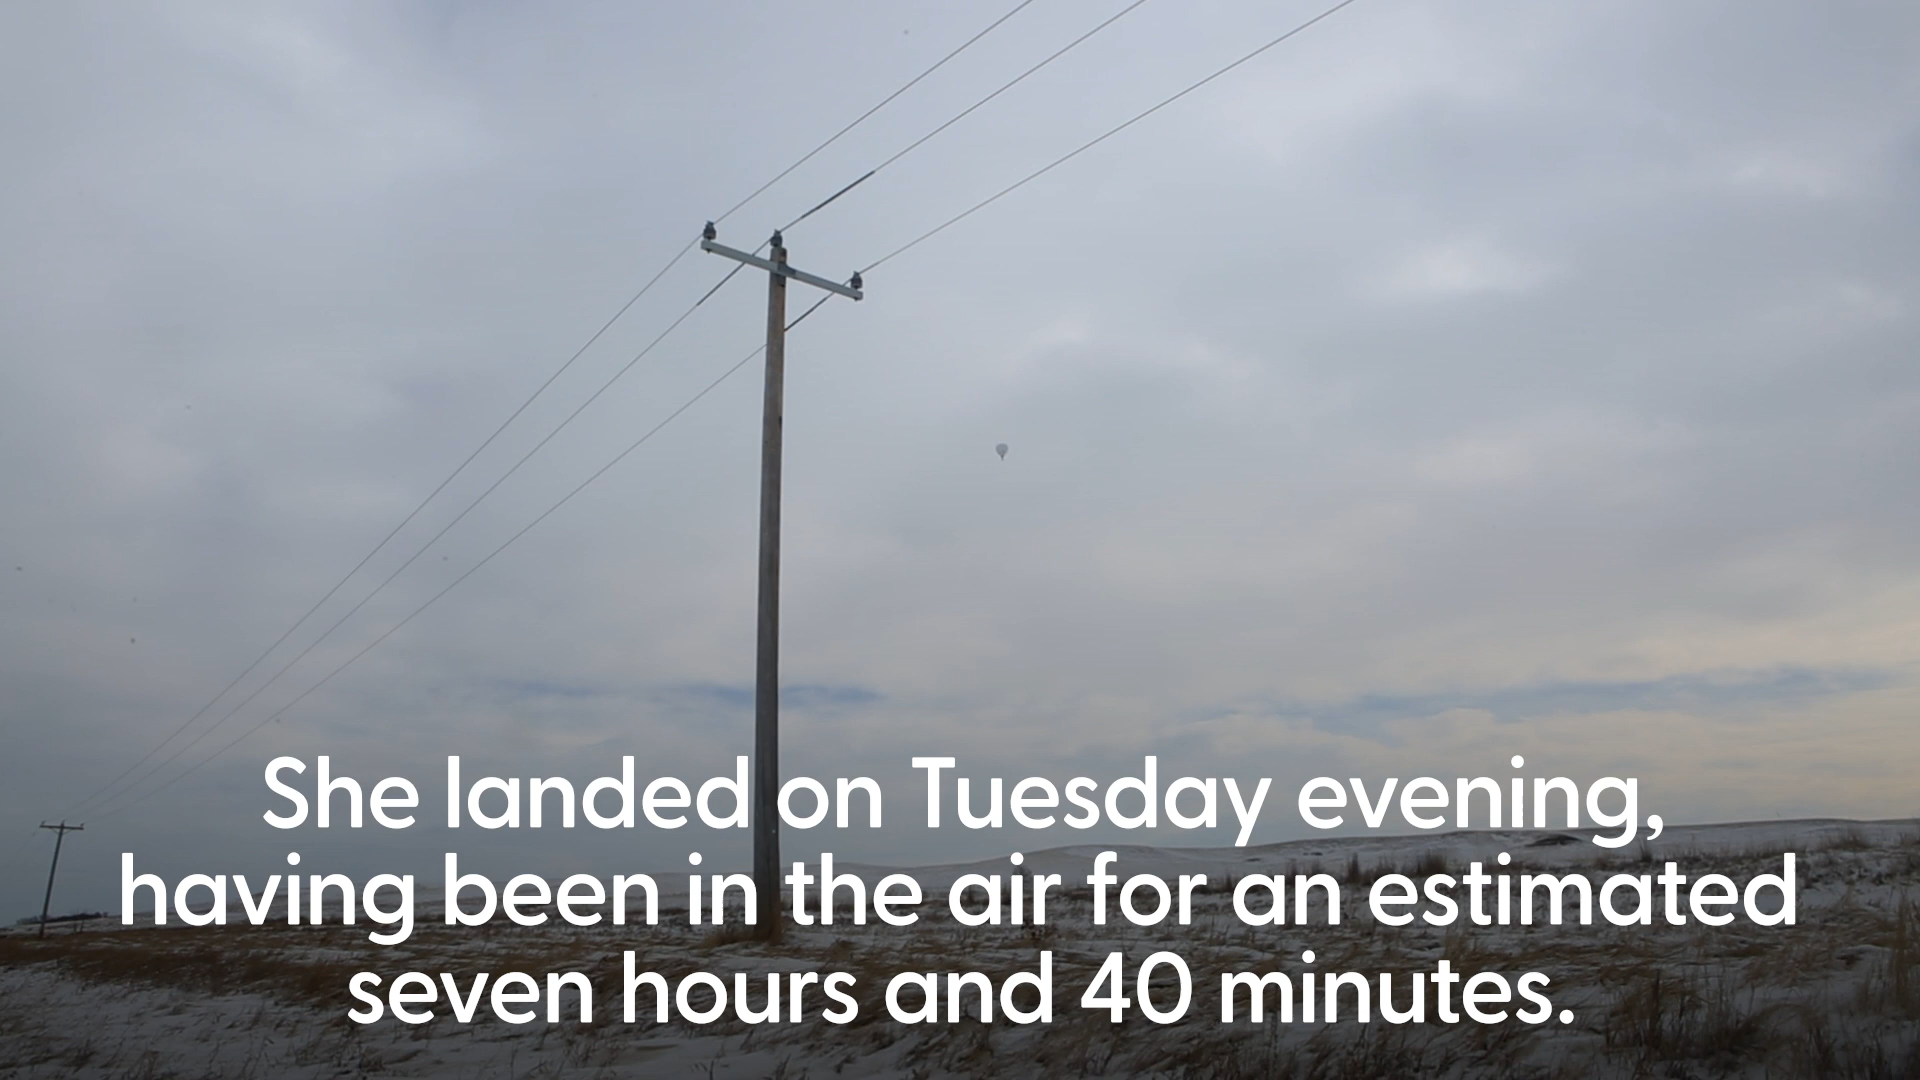 She landed on Tuesday evening,
having been in the air for an estimated
seven hours and 40 minutes.